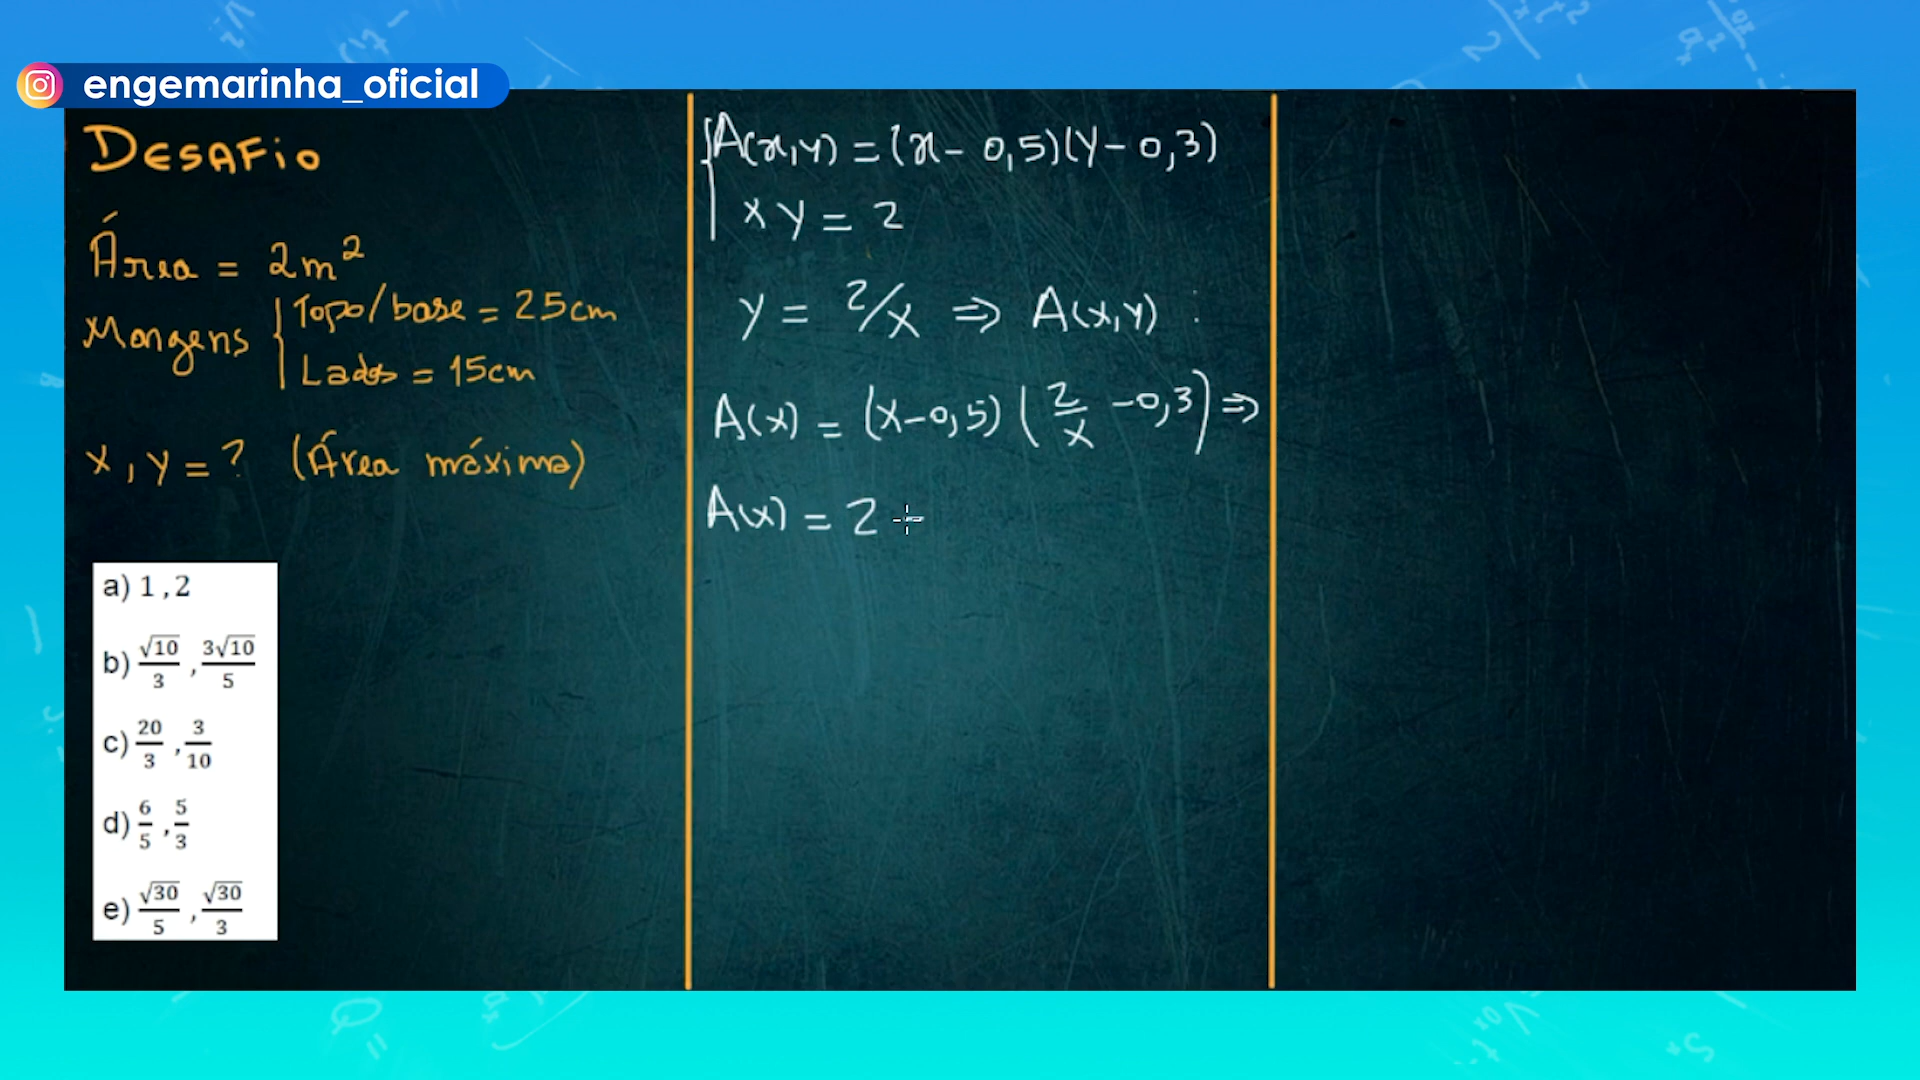 engemarinha_oficial
DESAFIO
Área = 2m²
Margens { Topo/base = 25cm
Lados = 15cm
x, y = ? (Área máxima)
a) 1 , 2
b) √10/3 , 3√10/5
c) 20/3 , 3/10
d) 6/5 , 5/3
e) √30/5 , √30/3
{ A(x,y) = (x - 0,5)(y - 0,3)
xy = 2
y = 2/x ⇒ A(x,y) :
A(x) = (x-0,5)(2/x -0,3) ⇒
A(x) = 2 -